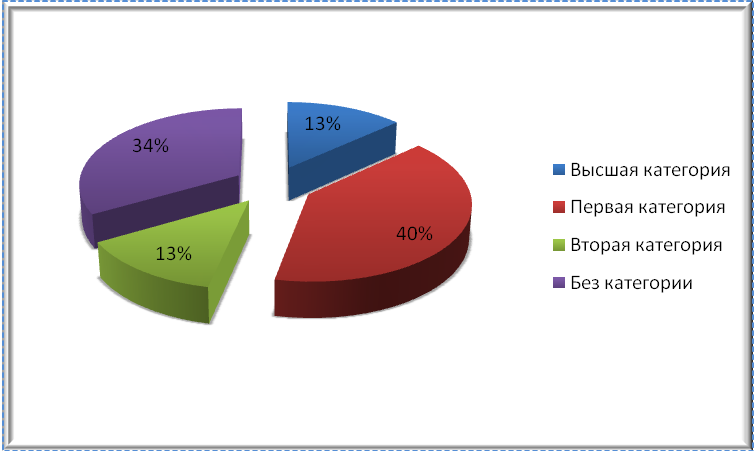 13%
34%
40%
13%
Высшая категория
Первая категория
Вторая категория
Без категории